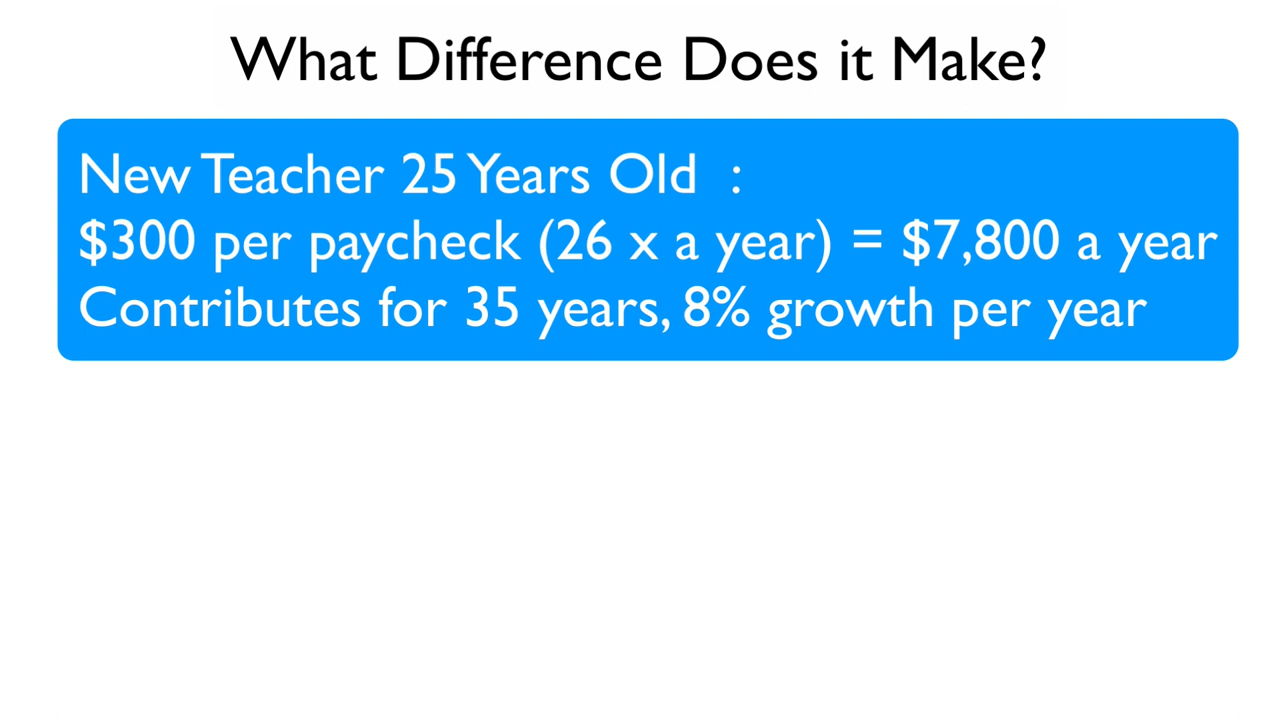 What Difference Does it Make?
New Teacher 25 Years Old :
$300 per paycheck (26 x a year) = $7,800 a year
Contributes for 35 years, 8% growth per year